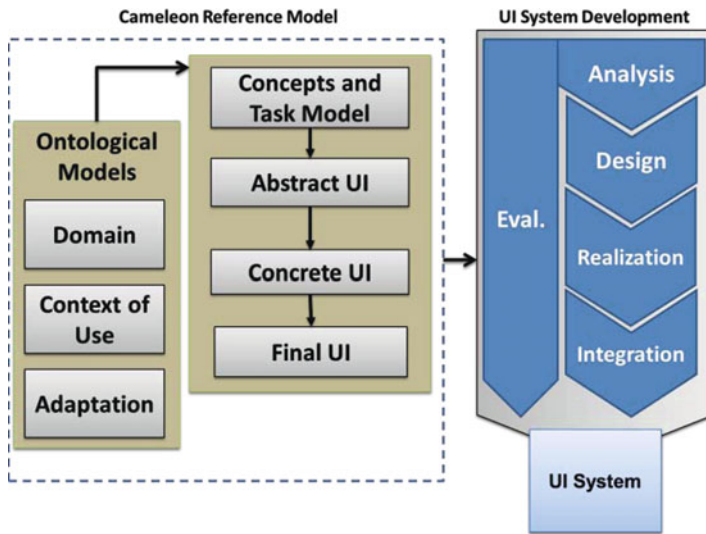 Cameleon Reference Model
Ontological
Models
Domain
Context of
Use
Adaptation
Concepts and
Task Model
Abstract UI
Concrete UI
Final UI
UI System Development
Eval.
Analysis
Design
Realization
Integration
UI System